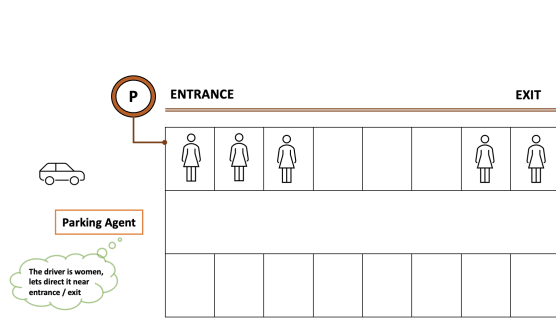 P
ENTRANCE
EXIT
Parking Agent
The driver is women,
lets direct it near
entrance / exit